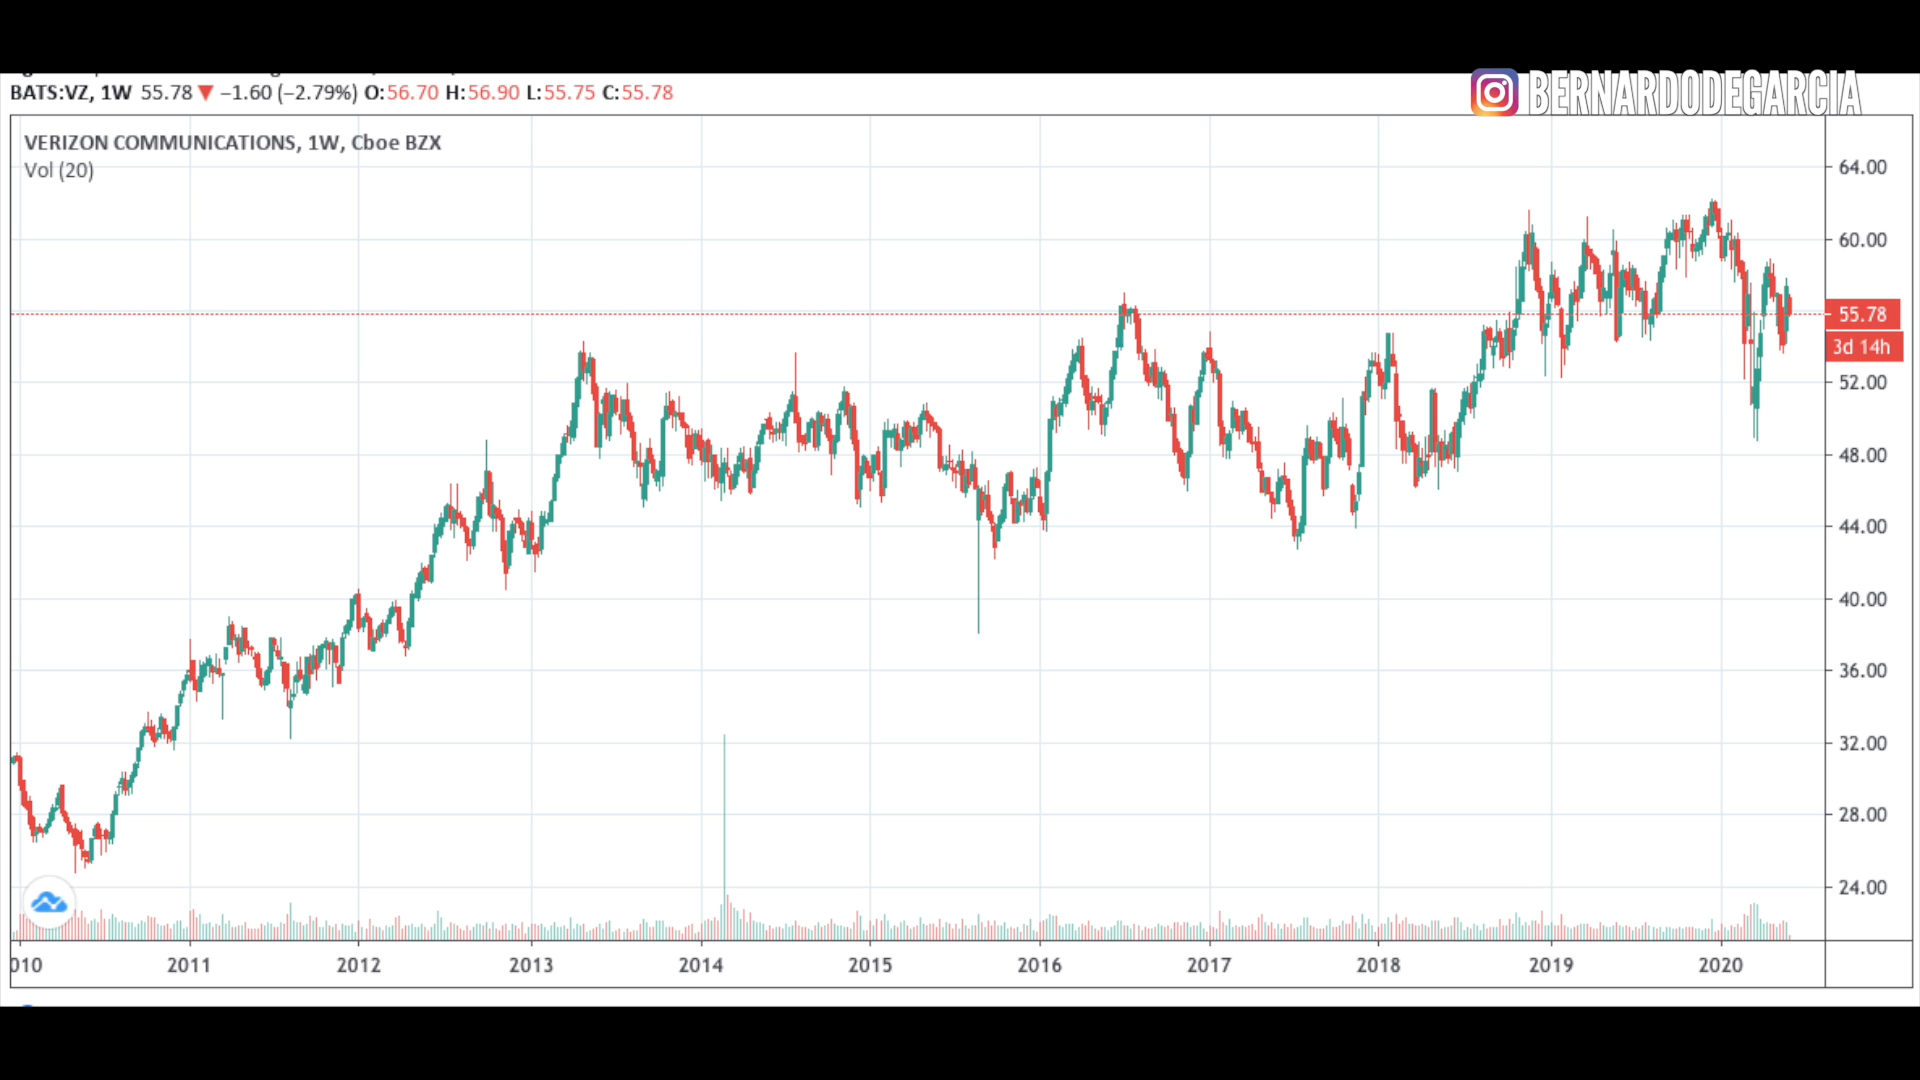 BERNARDODEGARCIA
BATS:VZ, 1W 55.78 ▼ −1.60 (−2.79%) O:56.70 H:56.90 L:55.75 C:55.78
VERIZON COMMUNICATIONS, 1W, Cboe BZX
Vol (20)
64.00
60.00
55.78
3d 14h
52.00
48.00
44.00
40.00
36.00
32.00
28.00
24.00
010 2011 2012 2013 2014 2015 2016 2017 2018 2019 2020